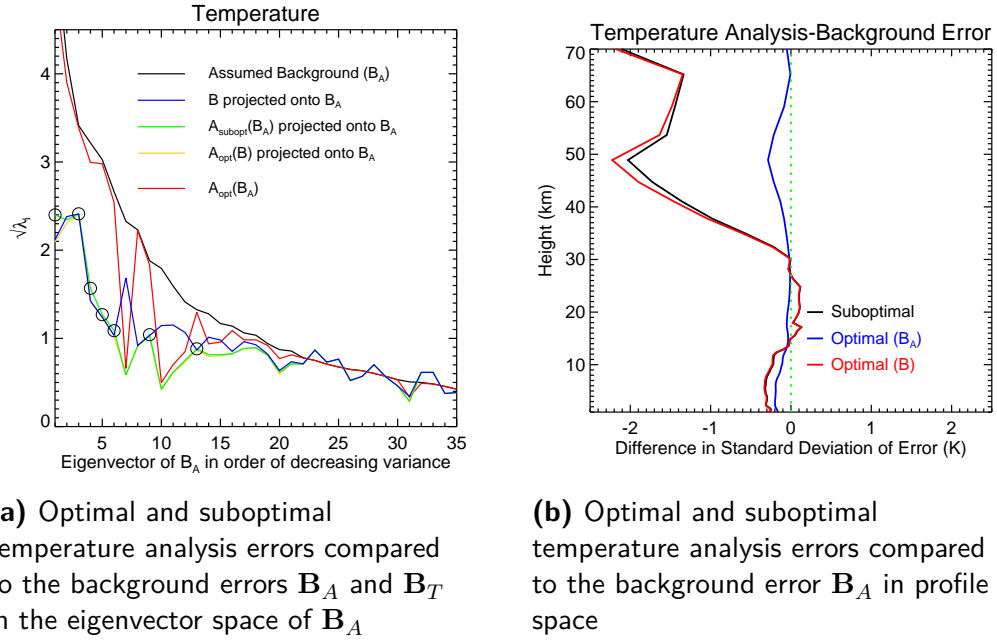 Temperature
4
3
2
1
0
√λᵢ
Assumed Background (B_A)
B projected onto B_A
A_subopt(B_A) projected onto B_A
A_opt(B) projected onto B_A
A_opt(B_A)
5 10 15 20 25 30 35
Eigenvector of B_A in order of decreasing variance
Temperature Analysis-Background Error
70
60
50
40
30
20
10
Height (km)
Suboptimal
Optimal (B_A)
Optimal (B)
-2 -1 0 1 2
Difference in Standard Deviation of Error (K)
a) Optimal and suboptimal
emperature analysis errors compared
o the background errors B_A and B_T
n the eigenvector space of B_A
(b) Optimal and suboptimal
temperature analysis errors compared
to the background error B_A in profile
space